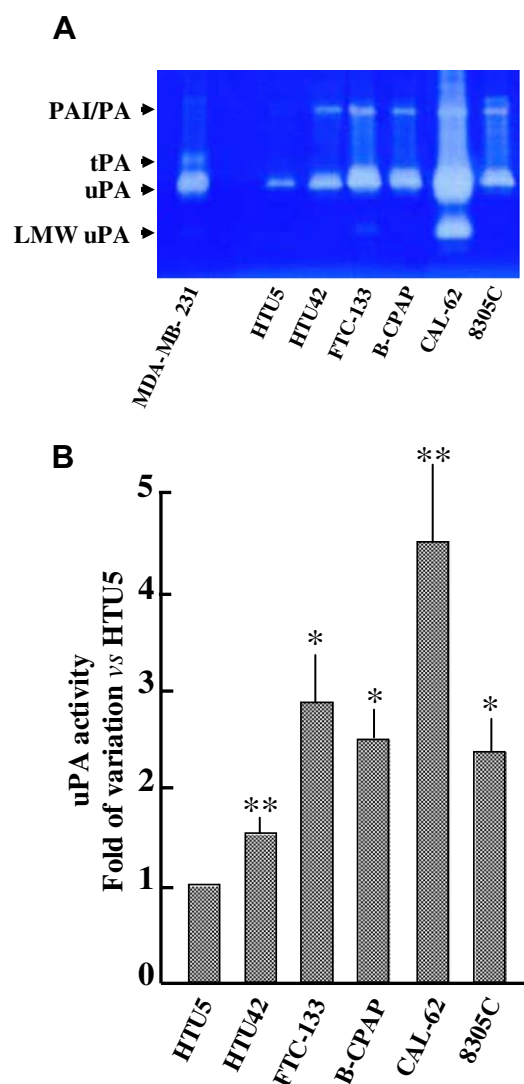 A
PAI/PA
tPA
uPA
LMW uPA
MDA-MB- 231
HTU5
HTU42
FTC-133
B-CPAP
CAL-62
8305C
B
uPA activity
Fold of variation vs HTU5
5
4
3
2
1
0
**
*
*
**
*
HTU5
HTU42
FTC-133
B-CPAP
CAL-62
8305C